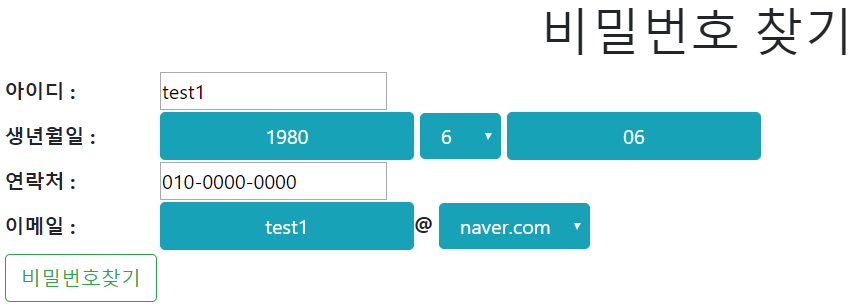 비밀번호 찾기
아이디 : test1
생년월일 : 1980 6 06
연락처 : 010-0000-0000
이메일 : test1 @ naver.com
비밀번호찾기